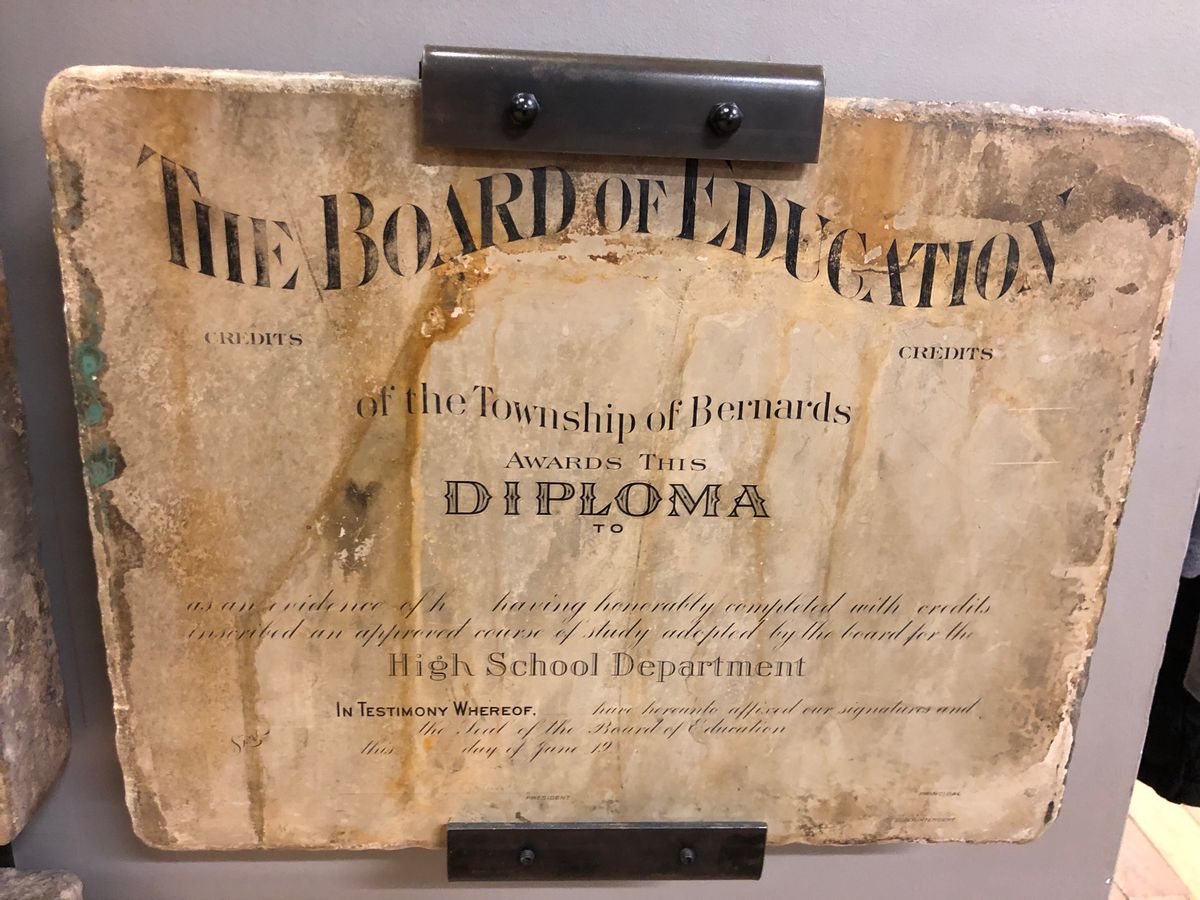 THE BOARD OF EDUCATION
CREDITS
CREDITS
of the Township of Bernards
AWARDS THIS
DIPLOMA
TO
as an evidence of h having honorably completed with credits
inscribed an approved course of study adopted by the board for the
High School Department
IN TESTIMONY WHEREOF. have hereunto affixed our signatures and
the Seal of the Board of Education
this day of June 19
PRESIDENT
PRINCIPAL